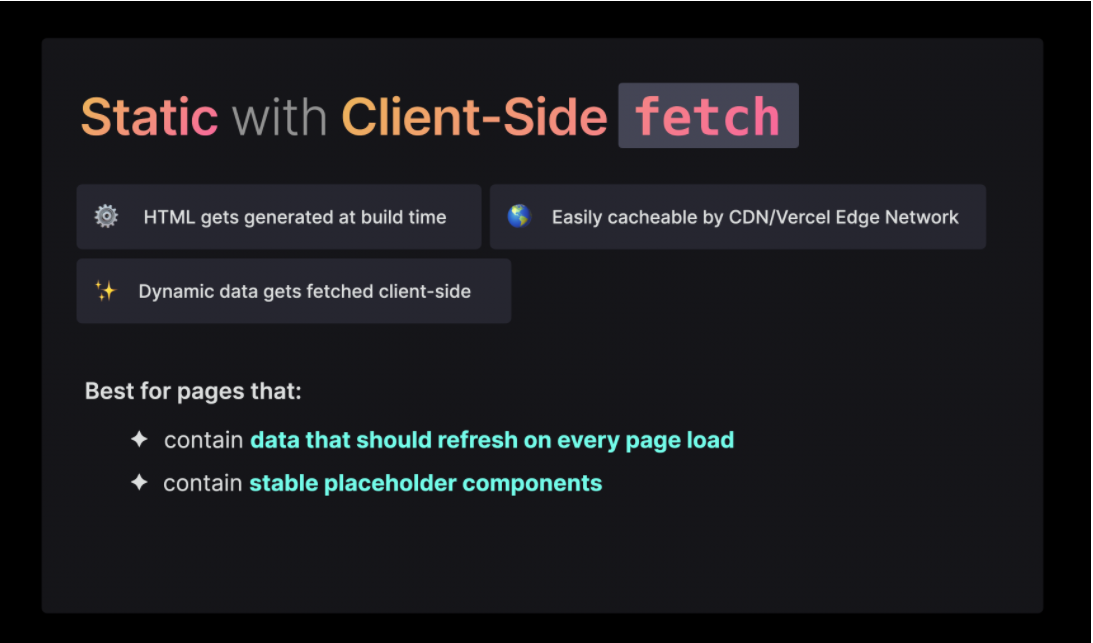 Static with Client-Side fetch
HTML gets generated at build time
Easily cacheable by CDN/Vercel Edge Network
Dynamic data gets fetched client-side
Best for pages that:
contain data that should refresh on every page load
contain stable placeholder components